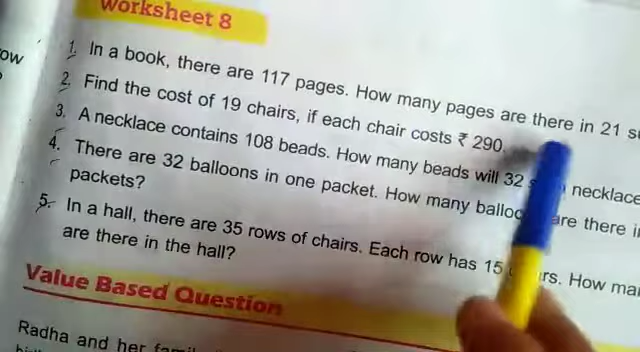 worksheet 8
ow
1. In a book, there are 117 pages. How many pages are there in 21
2. Find the cost of 19 chairs, if each chair costs ₹ 290.
3. A necklace contains 108 beads. How many beads will 32 necklace
4. There are 32 balloons in one packet. How many are there
packets?
5. In a hall, there are 35 rows of chairs. Each row has 15 How
are there in the hall?
Value Based Question
Radha and her